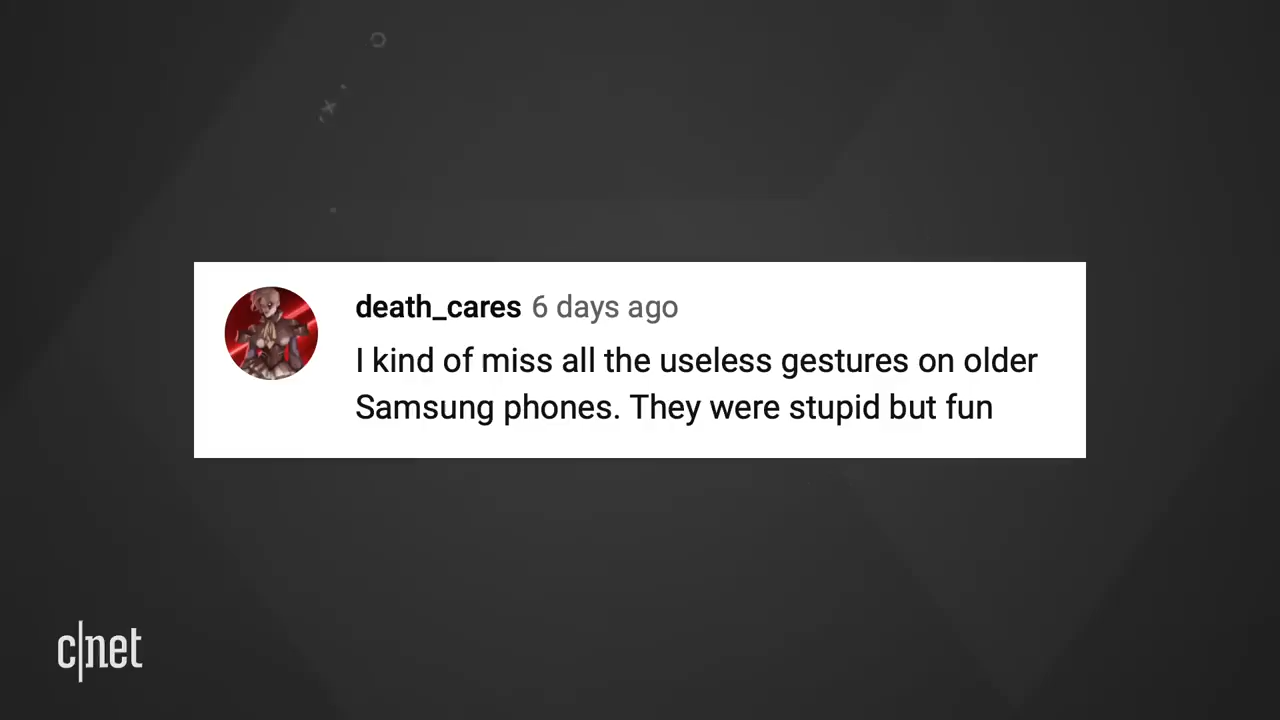 death_cares 6 days ago
I kind of miss all the useless gestures on older
Samsung phones. They were stupid but fun
c|net